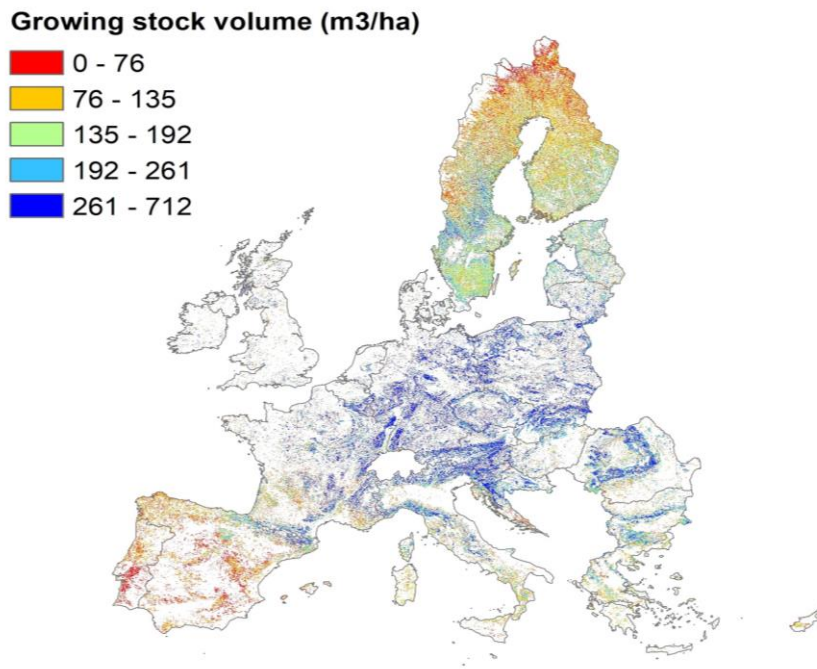 Growing stock volume (m3/ha)
0 - 76
76 - 135
135 - 192
192 - 261
261 - 712